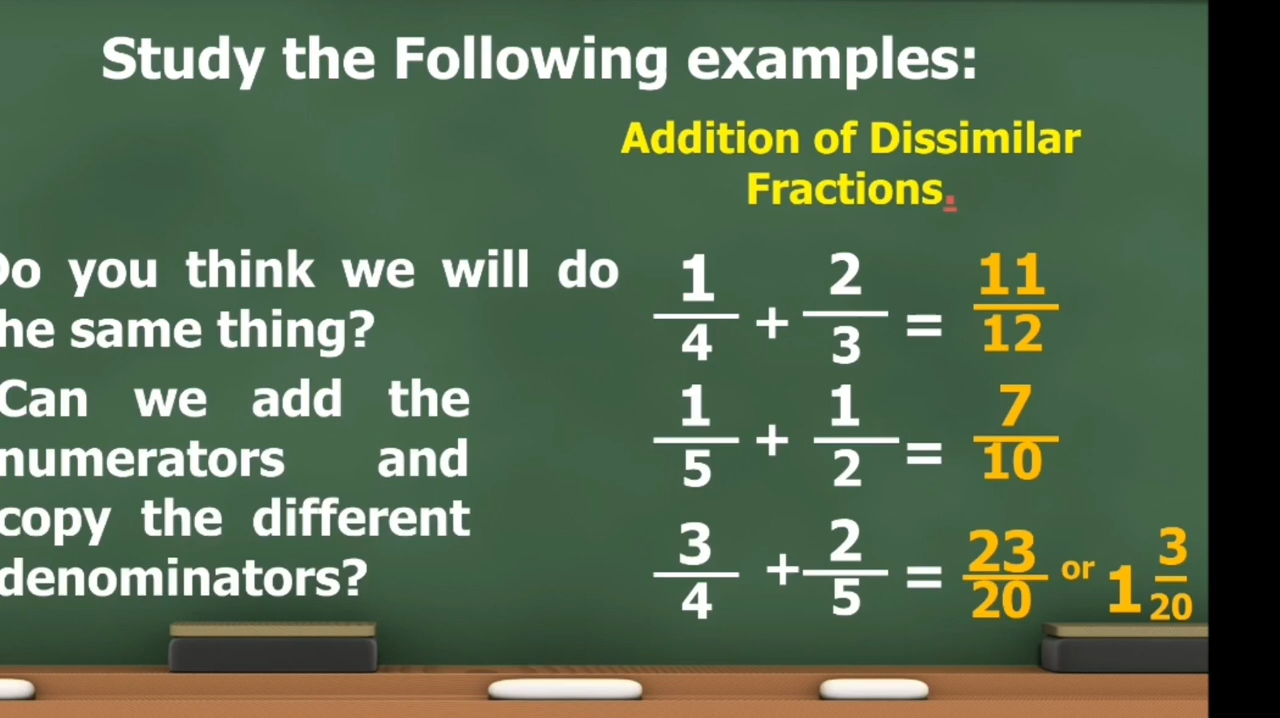 Study the Following examples:
Addition of Dissimilar
Fractions.
Do you think we will do
he same thing?
Can we add the
numerators and
copy the different
denominators?
1/4 + 2/3 = 11/12
1/5 + 1/2 = 7/10
3/4 + 2/5 = 23/20 or 1 3/20